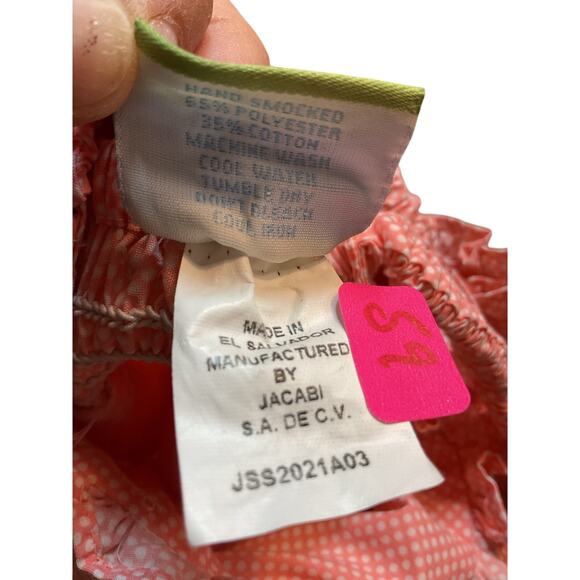 HAND SMOCKED
65% POLYESTER
35% COTTON
MACHINE WASH
COOL WATER
TUMBLE DRY
DON'T BLEACH
COOL IRON
MADE IN
EL SALVADOR
MANUFACTURED
BY
JACABI
S.A. DE C.V.
JSS2021A03